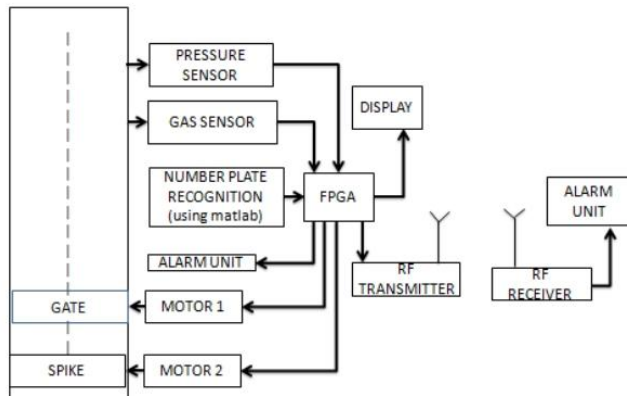 PRESSURE
SENSOR
GAS SENSOR
DISPLAY
NUMBER PLATE
RECOGNITION
(using matlab)
FPGA
ALARM
UNIT
ALARM UNIT
RF
TRANSMITTER
RF
RECEIVER
GATE
MOTOR 1
SPIKE
MOTOR 2